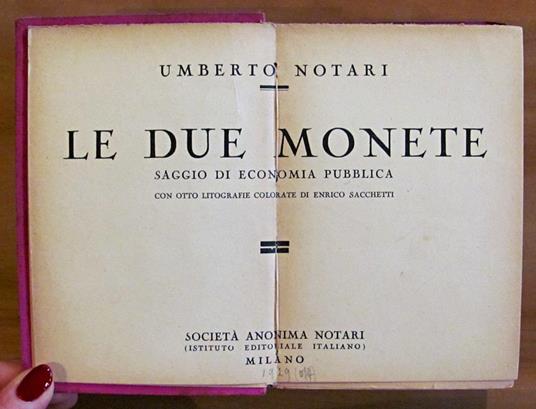 UMBERTO NOTARI
LE DUE MONETE
SAGGIO DI ECONOMIA PUBBLICA
CON OTTO LITOGRAFIE COLORATE DI ENRICO SACCHETTI
SOCIETÀ ANONIMA NOTARI
(ISTITUTO EDITORIALE ITALIANO)
MILANO
1929